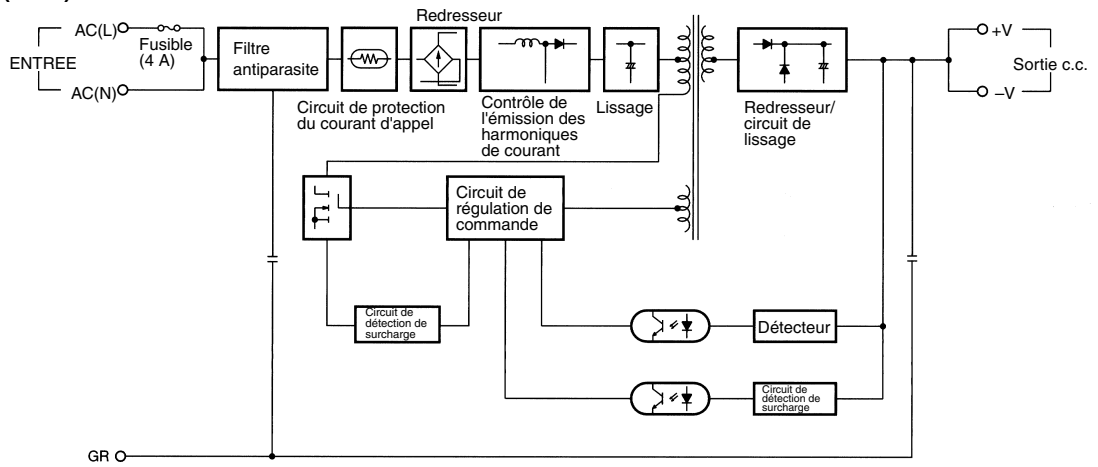 Redresseur
AC(L)
Fusible
(4 A)
ENTREE
AC(N)
Filtre
antiparasite
Circuit de protection
du courant d'appel
Contrôle de
l'émission des
harmoniques
de courant
Lissage
Redresseur/
circuit de
lissage
+V
Sortie c.c.
–V
Circuit de
régulation de
commande
Circuit de
détection de
surcharge
Détecteur
Circuit de
détection de
surcharge
GR